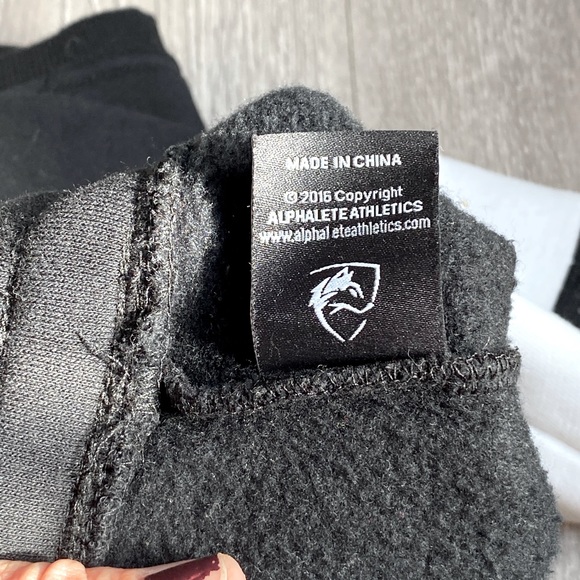 MADE IN CHINA
© 2016 Copyright
ALPHALETE ATHLETICS
www.alphal eteathletics.com